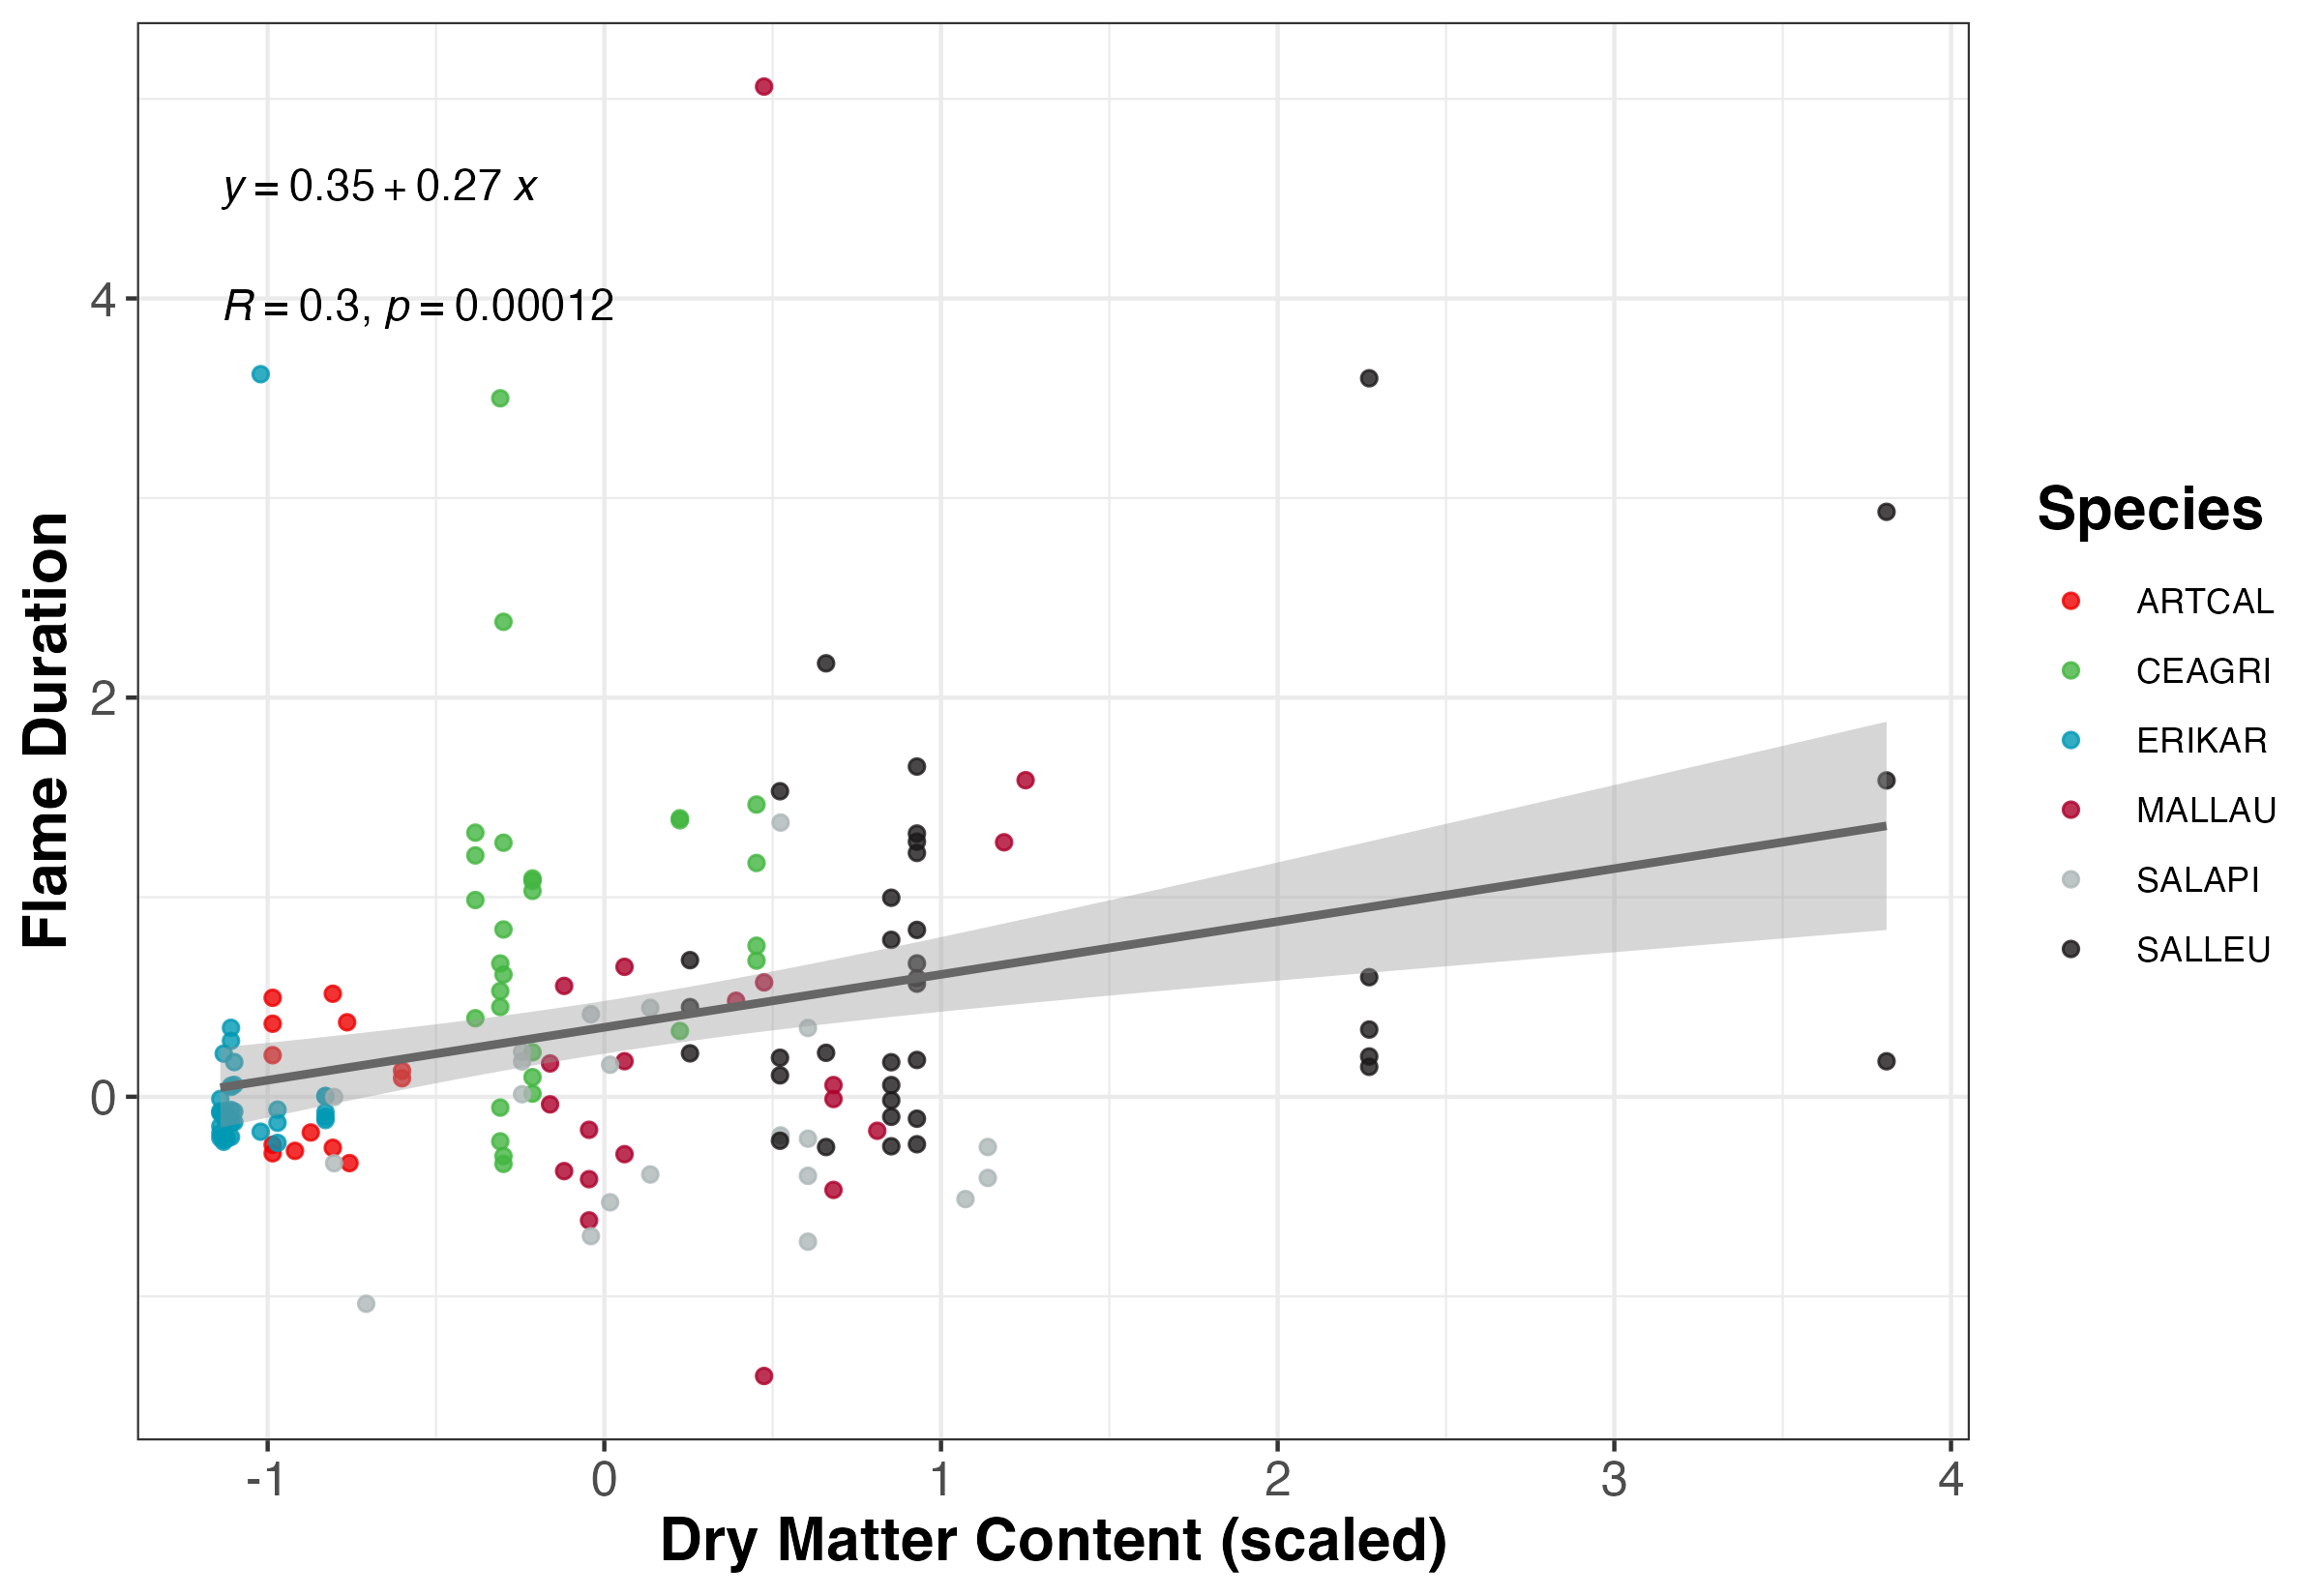 y = 0.35 + 0.27 x
R = 0.3, p = 0.00012
4
2
0
Flame Duration
-1 0 1 2 3 4
Dry Matter Content (scaled)
Species
ARTCAL
CEAGRI
ERIKAR
MALLAU
SALAPI
SALLEU